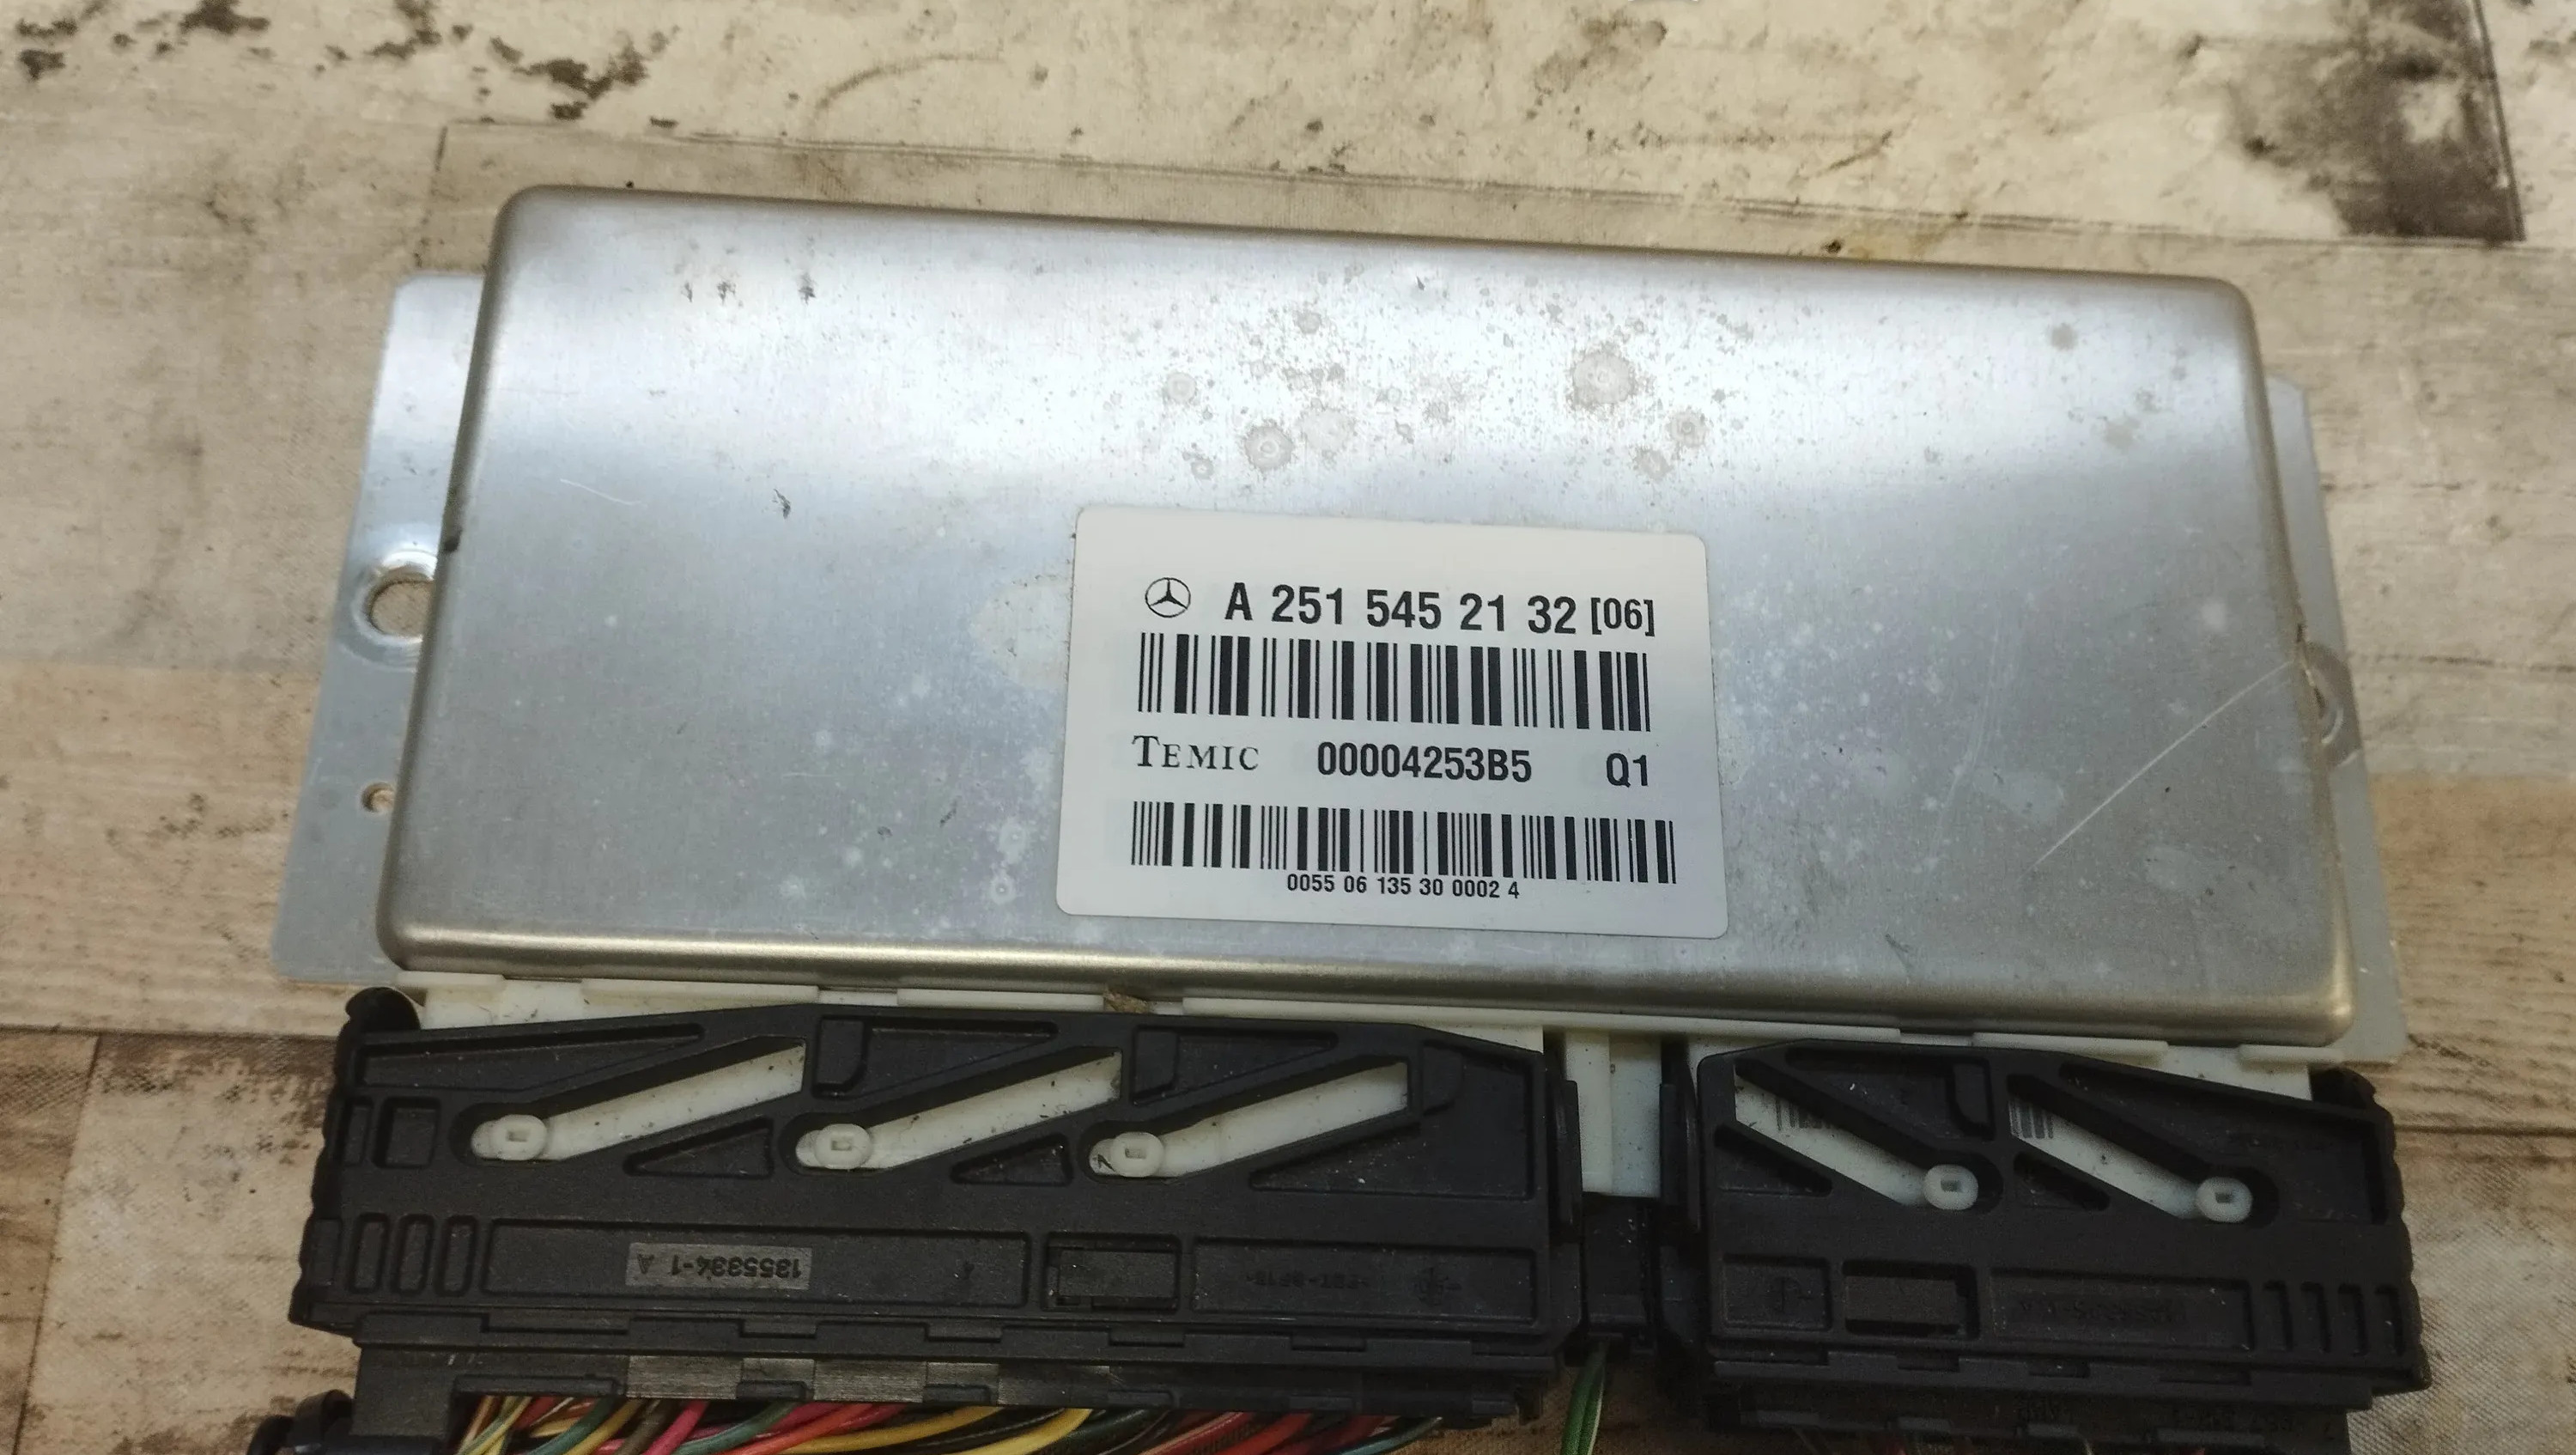 A 251 545 21 32 [06]
TEMIC 00004253B5 Q1
0055 06 135 30 0002 4
1355334-1 A